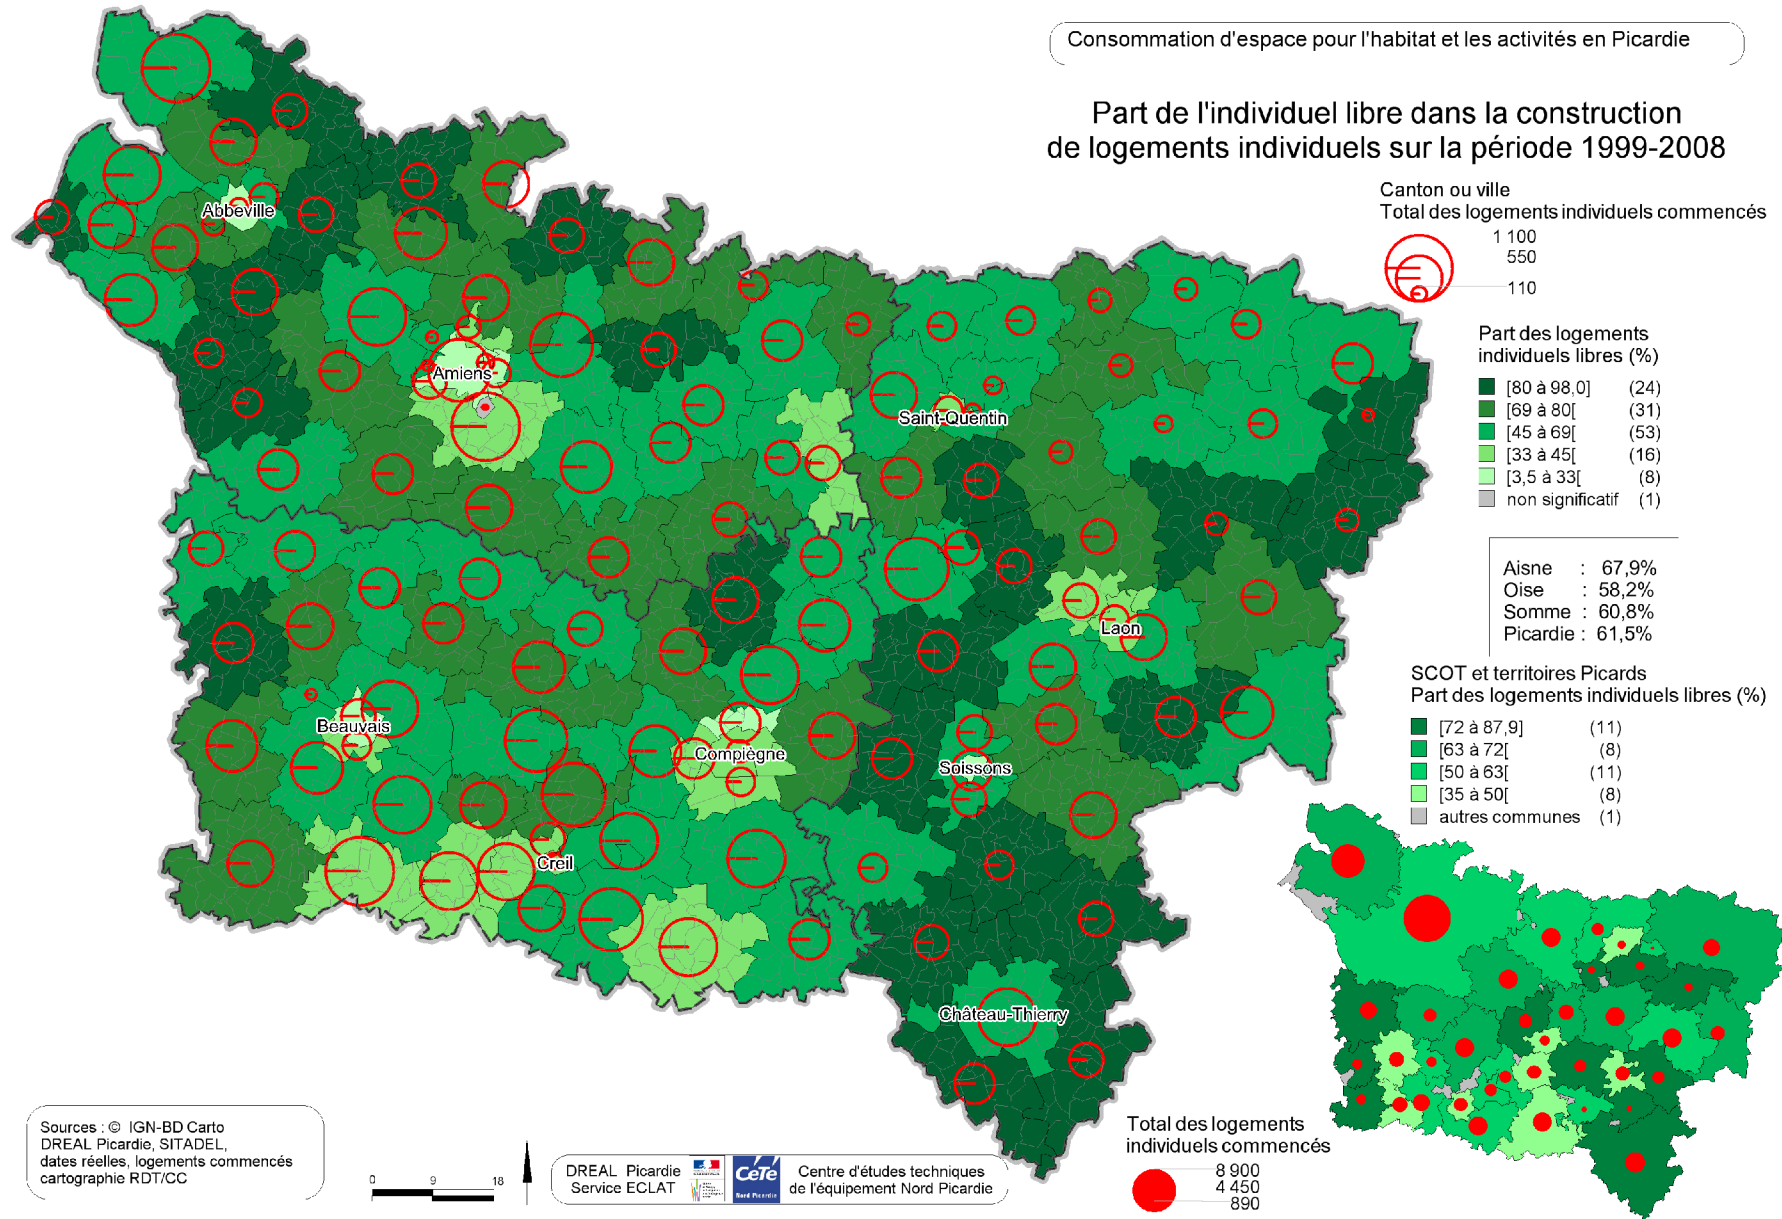 Consommation d'espace pour l'habitat et les activités en Picardie
Part de l'individuel libre dans la construction
de logements individuels sur la période 1999-2008
Canton ou ville
Total des logements individuels commencés
1 100
550
110
Part des logements
individuels libres (%)
[80 à 98,0] (24)
[69 à 80[ (31)
[45 à 69[ (53)
[33 à 45[ (16)
[3,5 à 33[ (8)
non significatif (1)
Aisne : 67,9%
Oise : 58,2%
Somme : 60,8%
Picardie : 61,5%
SCOT et territoires Picards
Part des logements individuels libres (%)
[72 à 87,9] (11)
[63 à 72[ (8)
[50 à 63[ (11)
[35 à 50[ (8)
autres communes (1)
Abbeville
Amiens
Saint-Quentin
Laon
Beauvais
Compiègne
Soissons
Creil
Château-Thierry
Total des logements
individuels commencés
8 900
4 450
890
Sources : © IGN-BD Carto
DREAL Picardie, SITADEL,
dates réelles, logements commencés
cartographie RDT/CC
0 9 18
DREAL Picardie
Service ECLAT
CeTe
Nord Picardie
Centre d'études techniques
de l'équipement Nord Picardie